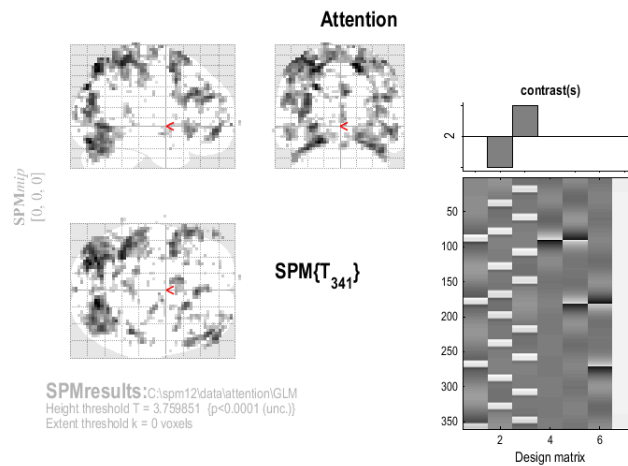 Attention
SPMmip
[0, 0, 0]
<
<
<
SPM{T341}
SPMresults: C:\spm12\data\attention\GLM
Height threshold T = 3.759851 {p<0.0001 (unc.)}
Extent threshold k = 0 voxels
contrast(s)
2
50
100
150
200
250
300
350
2 4 6
Design matrix